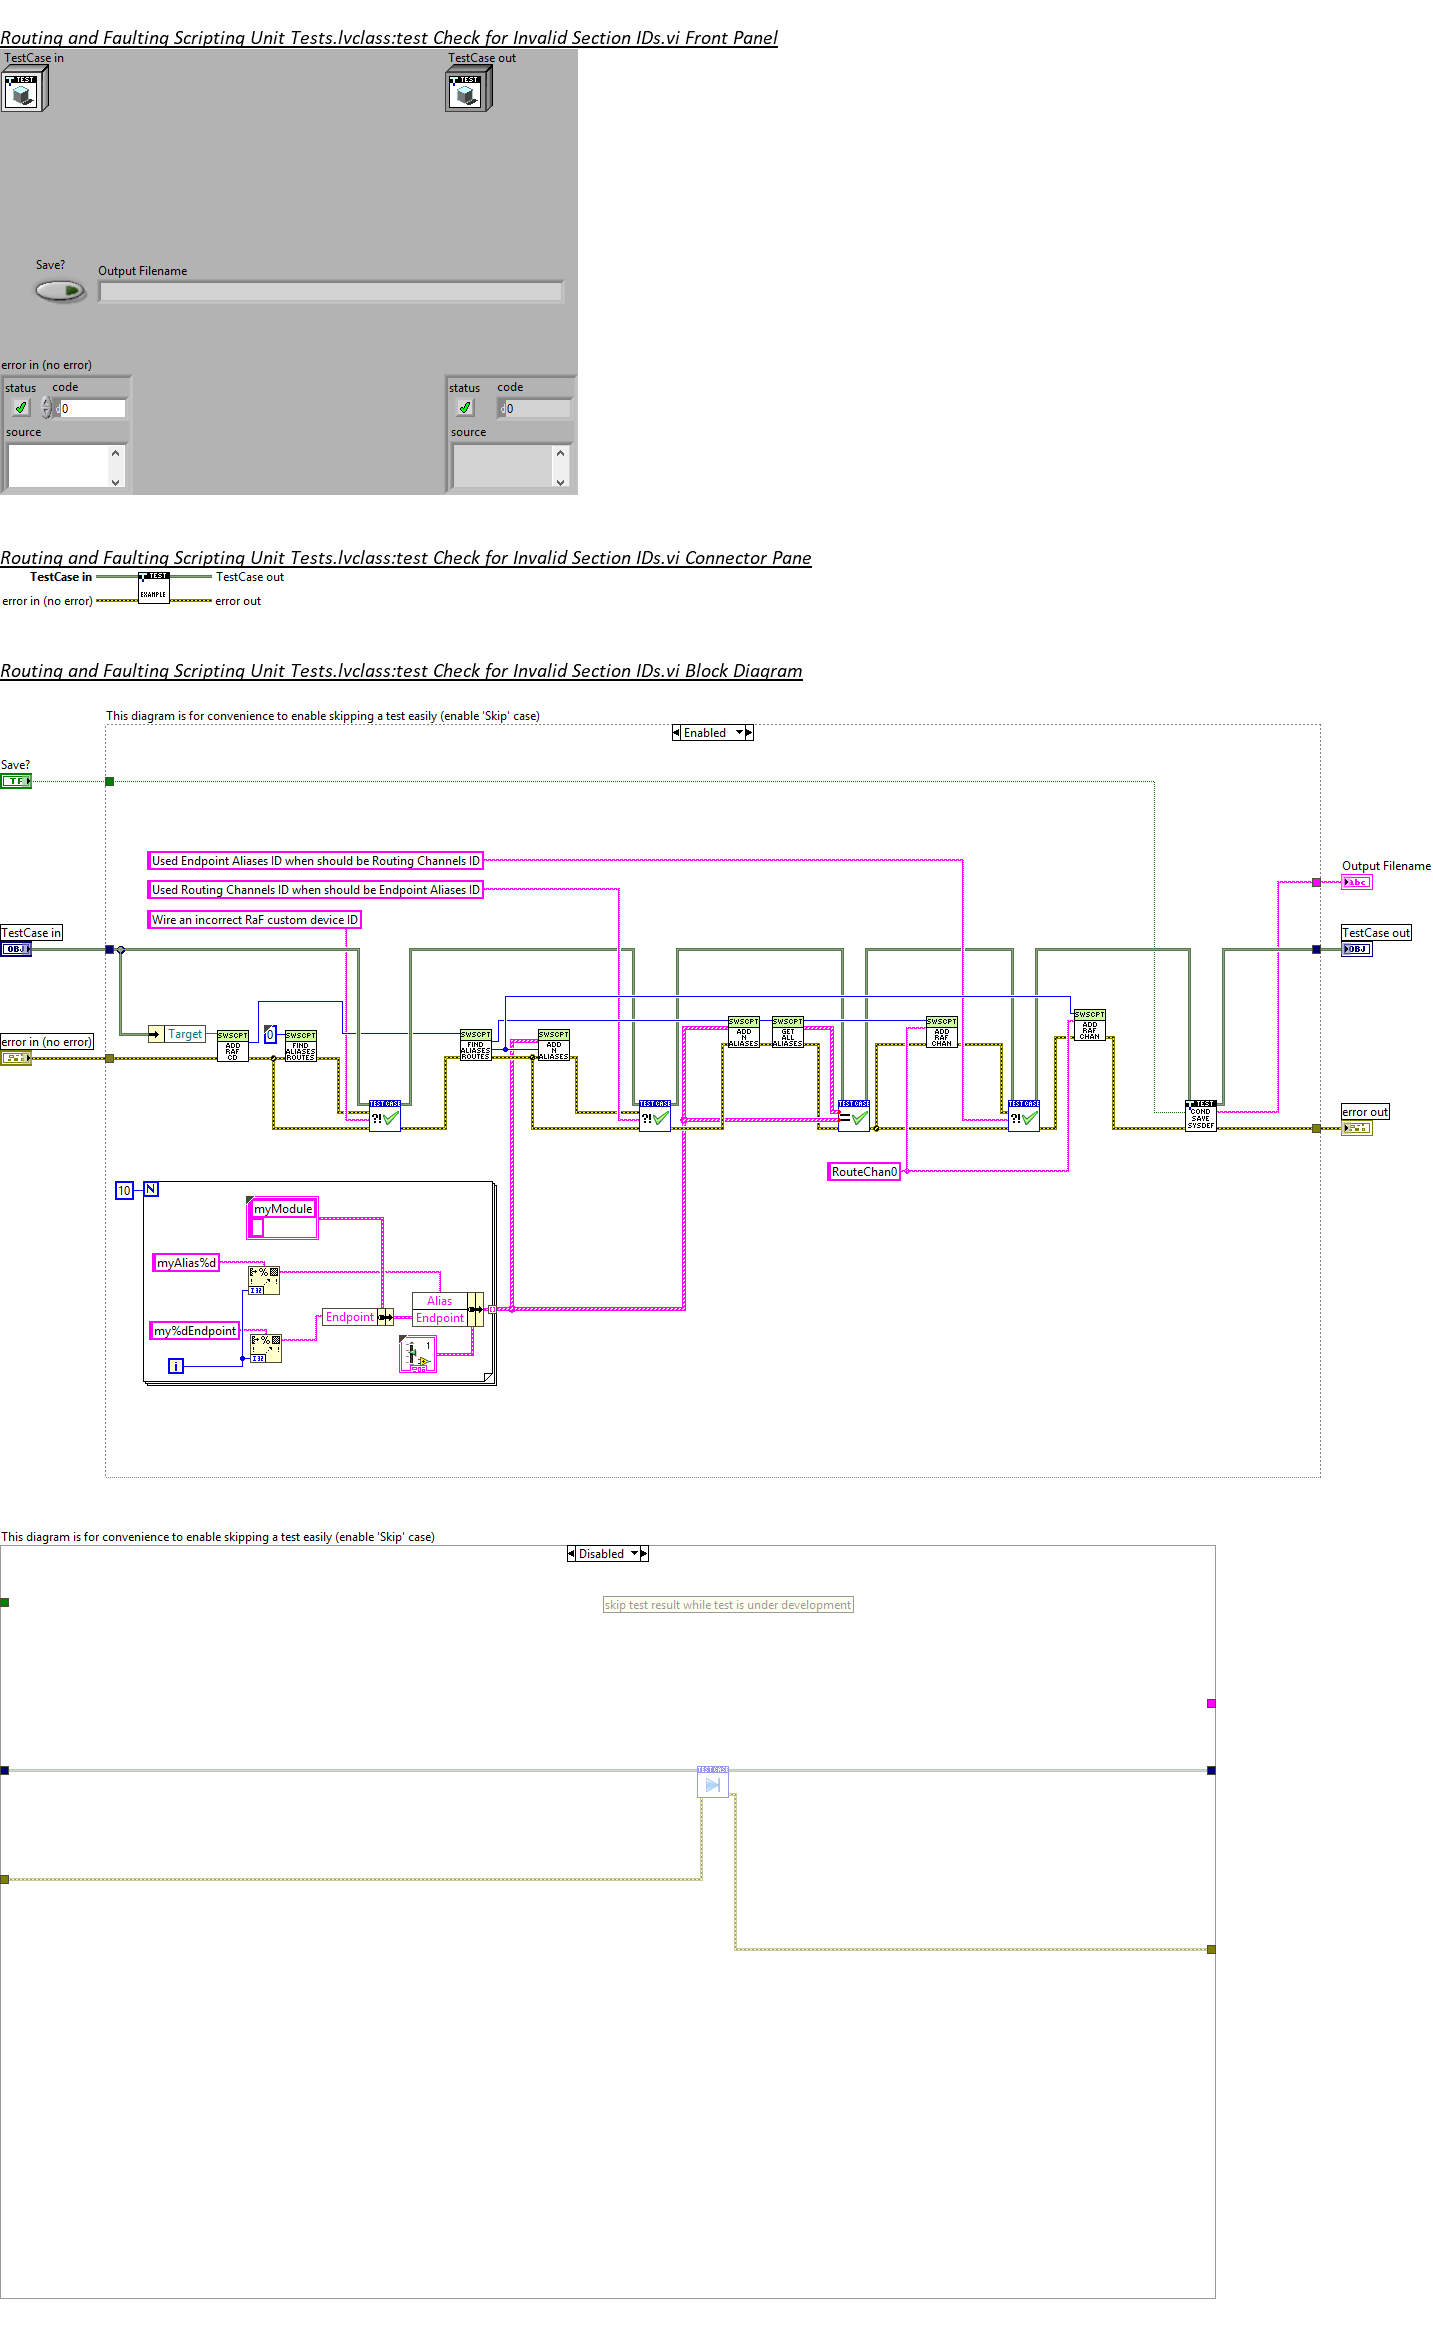 Routing and Faulting Scripting Unit Tests.lvclass:test Check for Invalid Section IDs.vi Front Panel
TestCase in
TestCase out
TEST
TEST
Save?
Output Filename
error in (no error)
status
code
status
code
d
0
d
0
source
source
Routing and Faulting Scripting Unit Tests.lvclass:test Check for Invalid Section IDs.vi Connector Pane
TestCase in
TEST
EXAMPLE
TestCase out
error in (no error)
error out
Routing and Faulting Scripting Unit Tests.lvclass:test Check for Invalid Section IDs.vi Block Diagram
This diagram is for convenience to enable skipping a test easily (enable 'Skip' case)
Enabled
Save?
TF
Used Endpoint Aliases ID when should be Routing Channels ID
Output Filename
abc
Used Routing Channels ID when should be Endpoint Aliases ID
Wire an incorrect RaF custom device ID
TestCase in
OBJ
TestCase out
OBJ
error in (no error)
Target
SWSCPT
ADD
RAF
CD
0
SWSCPT
FIND
ALIASES
ROUTES
SWSCPT
FIND
ALIASES
ROUTES
SWSCPT
ADD
N
ALIASES
SWSCPT
ADD
N
ALIASES
SWSCPT
GET
ALL
ALIASES
SWSCPT
ADD
RAF
CHAN
SWSCPT
ADD
RAF
CHAN
TEST CASE
?!
TEST CASE
?!
TEST CASE
=
TEST CASE
?!
TEST
COND
SAVE
SYSDEF
error out
RouteChan0
10
N
myModule
myAlias%d
%
I32
Alias
Endpoint
Endpoint
my%dEndpoint
%
I32
1
i
This diagram is for convenience to enable skipping a test easily (enable 'Skip' case)
Disabled
skip test result while test is under development
TEST CASE